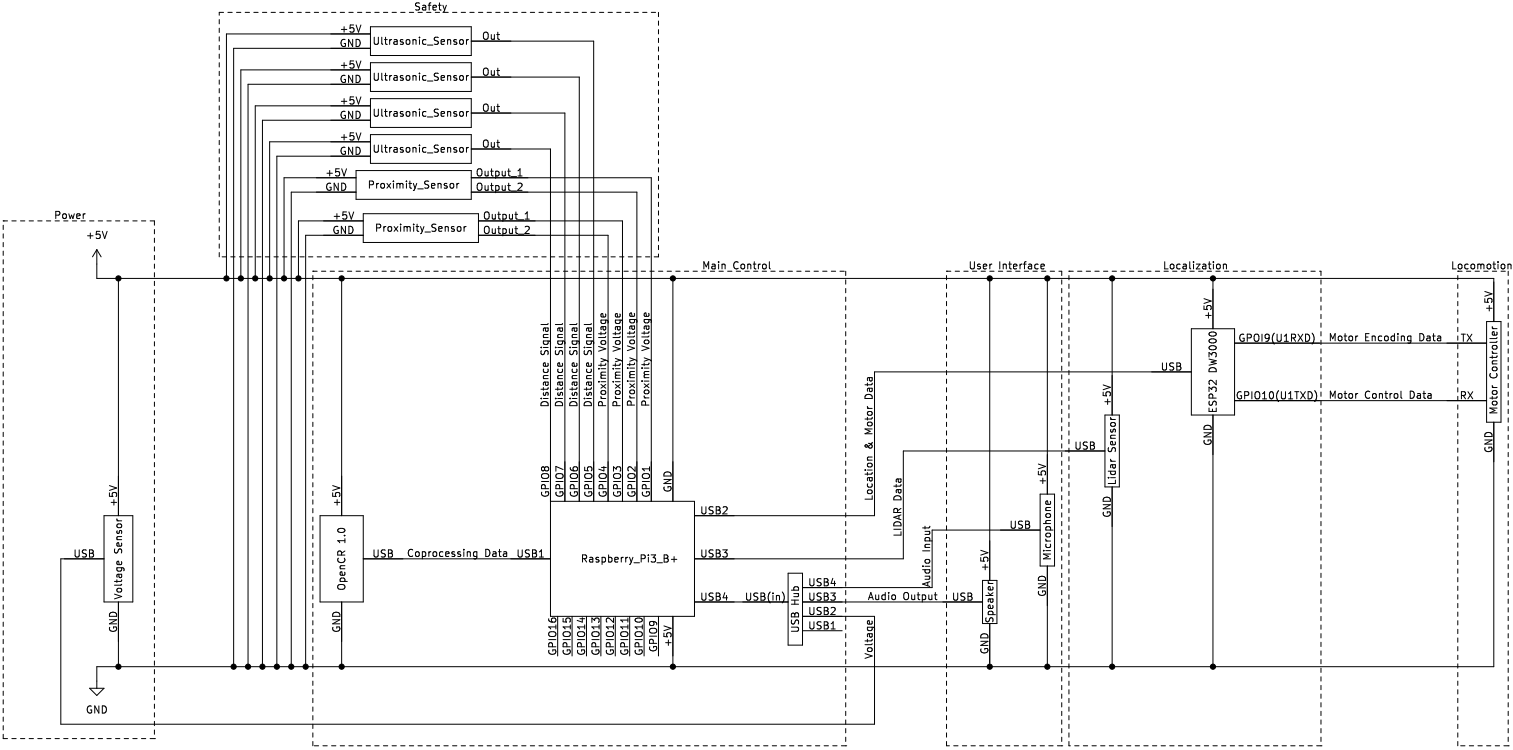 Safety
+5V
GND
Ultrasonic_Sensor
Out
+5V
GND
Ultrasonic_Sensor
Out
+5V
GND
Ultrasonic_Sensor
Out
+5V
GND
Ultrasonic_Sensor
Out
+5V
GND
Proximity_Sensor
Output_1
Output_2
+5V
GND
Proximity_Sensor
Output_1
Output_2
Power
+5V
+5V
USB
Voltage Sensor
GND
GND
Main Control
+5V
OpenCR 1.0
GND
USB
Coprocessing Data
USB1
Distance Signal
Distance Signal
Distance Signal
Distance Signal
Proximity Voltage
Proximity Voltage
Proximity Voltage
Proximity Voltage
GPIO8
GPIO7
GPIO6
GPIO5
GPIO4
GPIO3
GPIO2
GPIO1
GND
Raspberry_Pi3_B+
USB2
USB3
USB4
GPIO16
GPIO15
GPIO14
GPIO13
GPIO12
GPIO11
GPIO10
GPIO9
+5V
USB(in)
USB Hub
USB4
USB3
USB2
USB1
Voltage
Location & Motor Data
LIDAR Data
Audio Input
Audio Output
User Interface
USB
+5V
Speaker
GND
USB
+5V
Microphone
GND
Localization
USB
+5V
Lidar Sensor
GND
USB
+5V
ESP32 DW3000
GND
GPOI9(U1RXD)
Motor Encoding Data
TX
GPIO10(U1TXD)
Motor Control Data
RX
Locomotion
+5V
Motor Controller
GND